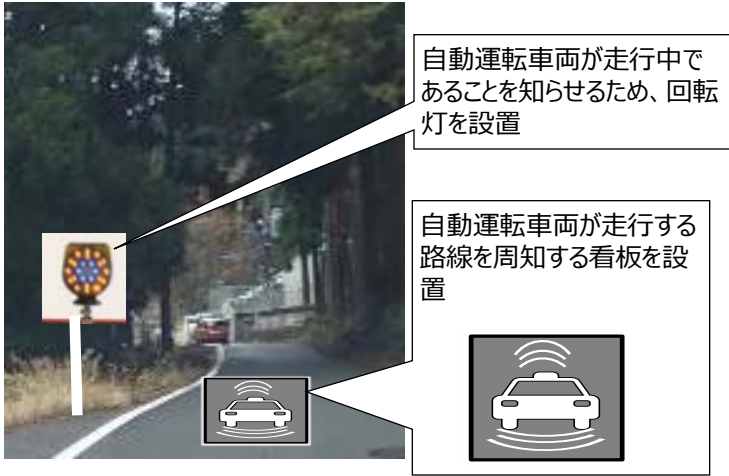 自動運転車両が走行中で
あることを知らせるため、回転
灯を設置
自動運転車両が走行する
路線を周知する看板を設
置